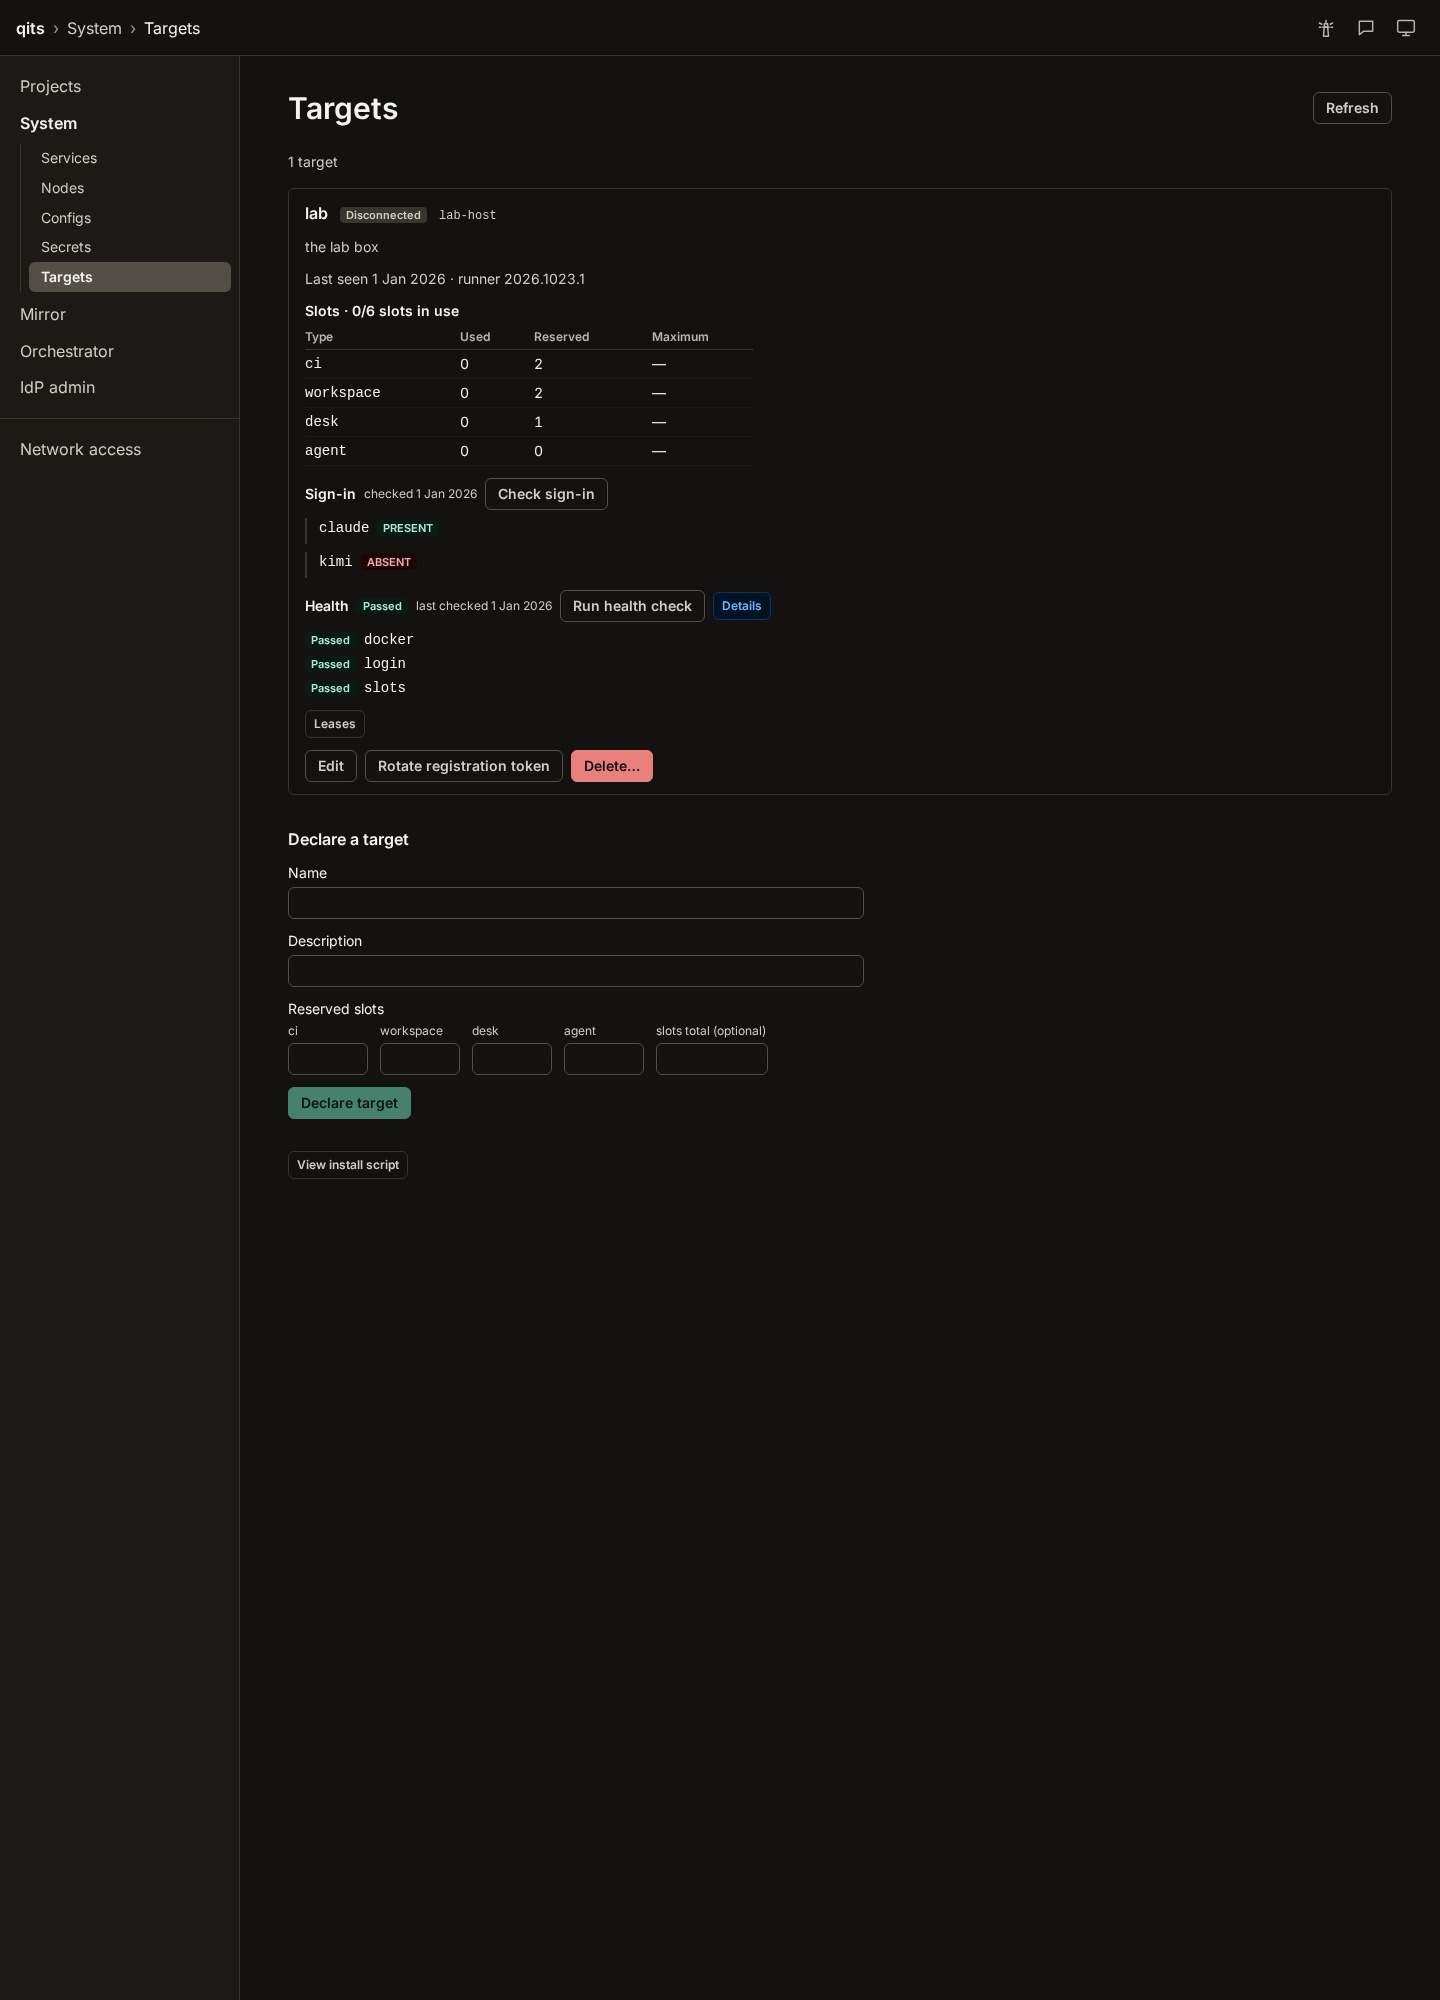 qits › System › Targets
Projects
System
Services
Nodes
Configs
Secrets
Targets
Mirror
Orchestrator
IdP admin
Network access
Targets
Refresh
1 target
lab Disconnected lab-host
the lab box
Last seen 1 Jan 2026 · runner 2026.1023.1
Slots · 0/6 slots in use
Type Used Reserved Maximum
ci 0 2 —
workspace 0 2 —
desk 0 1 —
agent 0 0 —
Sign-in checked 1 Jan 2026 Check sign-in
claude PRESENT
kimi ABSENT
Health Passed last checked 1 Jan 2026 Run health check Details
Passed docker
Passed login
Passed slots
Leases
Edit Rotate registration token Delete...
Declare a target
Name
Description
Reserved slots
ci workspace desk agent slots total (optional)
Declare target
View install script